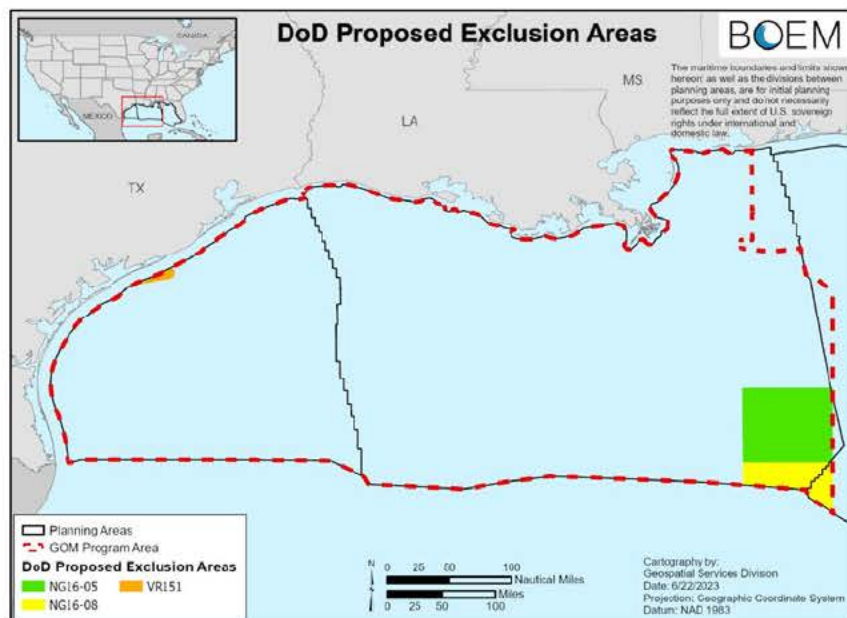 DoD Proposed Exclusion Areas
BOEM
The maritime boundaries and limits shown
hereon, as well as the divisions between
planning areas, are for initial planning
purposes only and do not necessarily
reflect the full extent of U.S. sovereign
rights under international and
domestic law.
CANADA
MEXICO
MS
LA
TX
Planning Areas
GOM Program Area
DoD Proposed Exclusion Areas
NG16-05
VR151
NG16-08
N
0 25 50 100
Nautical Miles
0 25 50 100
Miles
Cartography by:
Geospatial Services Divison
Date: 6/22/2023
Projection: Geographic Coordinate System
Datum: NAD 1983